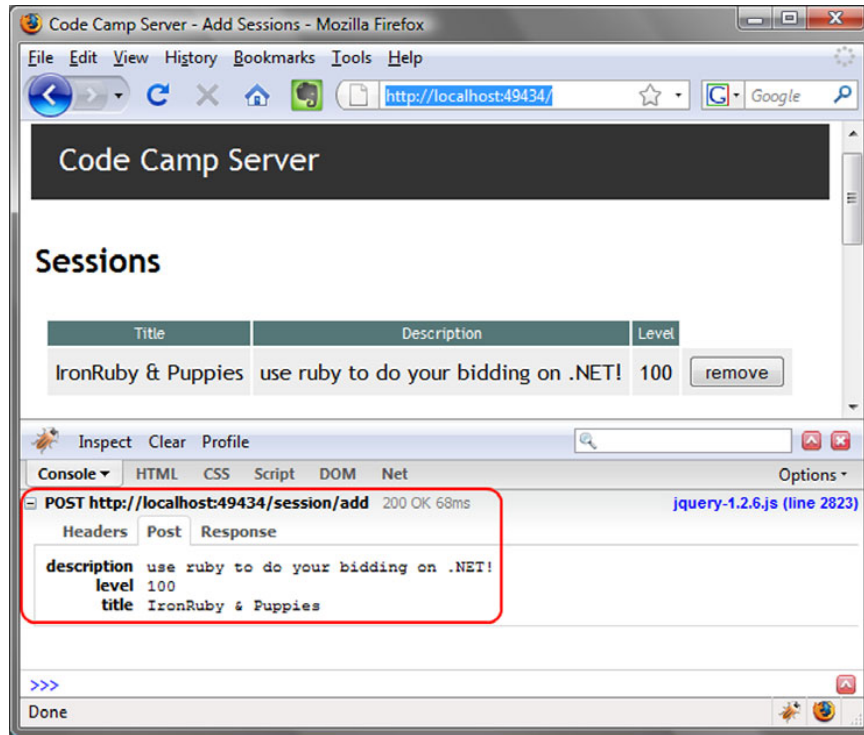 Code Camp Server - Add Sessions - Mozilla Firefox
File Edit View History Bookmarks Tools Help
http://localhost:49434/ G Google
Code Camp Server
Sessions
Title Description Level
IronRuby & Puppies use ruby to do your bidding on .NET! 100 remove
Inspect Clear Profile
Console HTML CSS Script DOM Net Options
POST http://localhost:49434/session/add 200 OK 68ms jquery-1.2.6.js (line 2823)
Headers Post Response
description use ruby to do your bidding on .NET!
level 100
title IronRuby & Puppies
>>>
Done